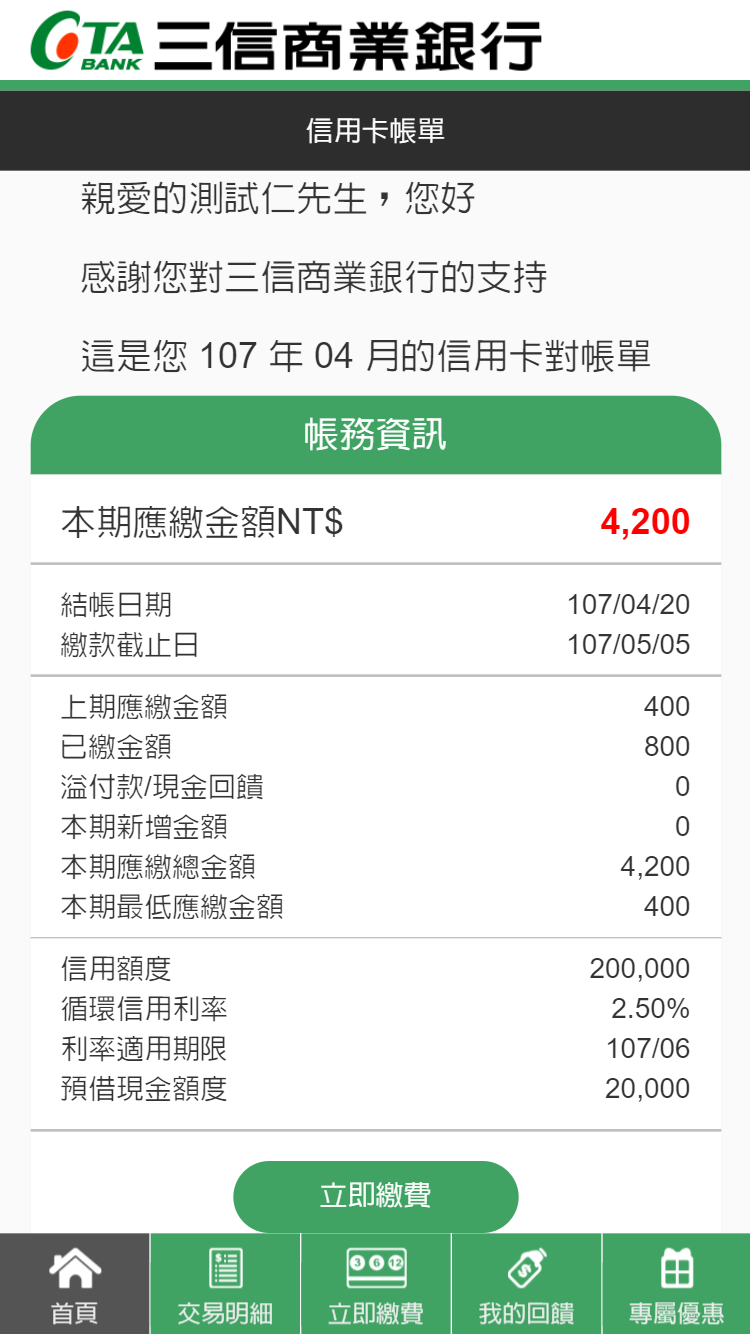 COTA BANK 三信商業銀行
信用卡帳單
親愛的測試仁先生，您好
感謝您對三信商業銀行的支持
這是您 107 年 04 月的信用卡對帳單
帳務資訊
本期應繳金額NT$ 4,200
結帳日期 107/04/20
繳款截止日 107/05/05
上期應繳金額 400
已繳金額 800
溢付款/現金回饋 0
本期新增金額 0
本期應繳總金額 4,200
本期最低應繳金額 400
信用額度 200,000
循環信用利率 2.50%
利率適用期限 107/06
預借現金額度 20,000
立即繳費
$
3 6 12
$
首頁 交易明細 立即繳費 我的回饋 專屬優惠